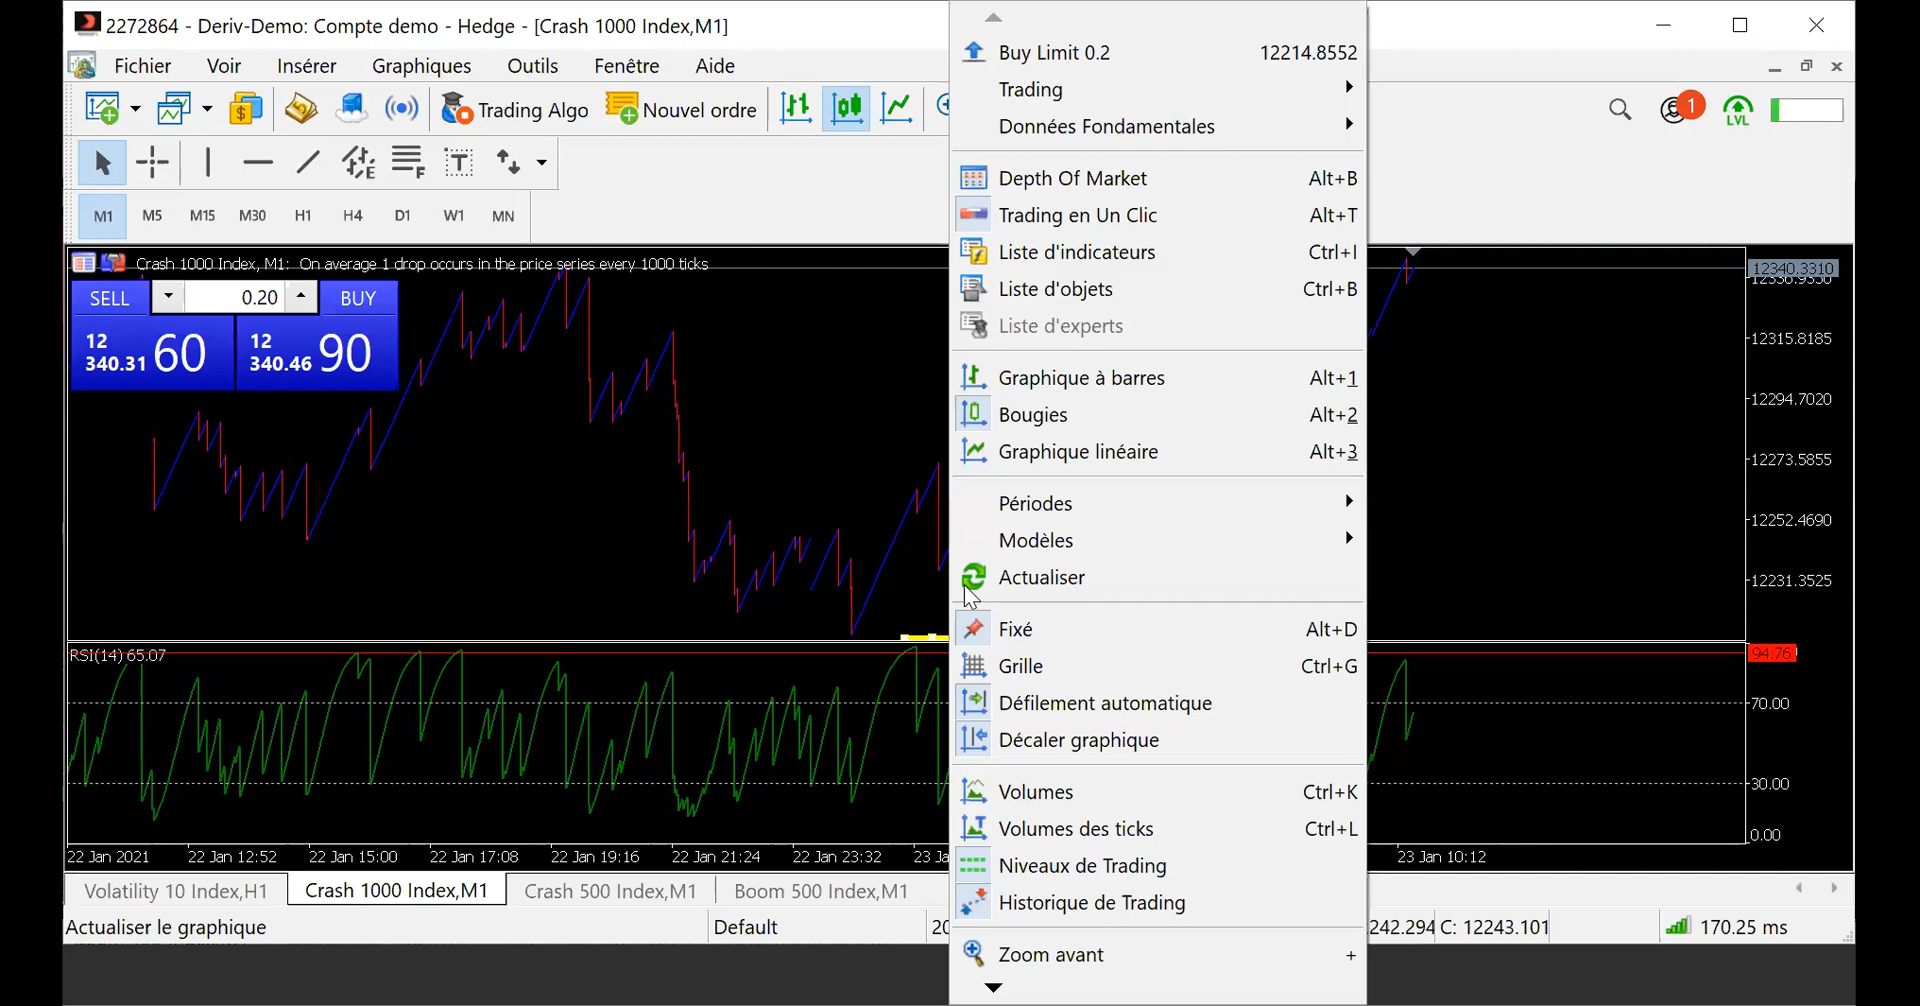 2272864 - Deriv-Demo: Compte demo - Hedge - [Crash 1000 Index,M1]
Fichier Voir Insérer Graphiques Outils Fenêtre Aide
Trading Algo Nouvel ordre
1
LVL
M1 M5 M15 M30 H1 H4 D1 W1 MN
Crash 1000 Index, M1: On average 1 drop occurs in the price series every 1000 ticks
SELL 0.20 BUY
12 340.31 60
12 340.46 90
12340.3310
12315.8185
12294.7020
12273.5855
12252.4690
12231.3525
RSI(14) 65.07
94.76
70.00
30.00
0.00
22 Jan 2021 22 Jan 12:52 22 Jan 15:00 22 Jan 17:08 22 Jan 19:16 22 Jan 21:24 22 Jan 23:32 23 Ja 23 Jan 10:12
Volatility 10 Index,H1 Crash 1000 Index,M1 Crash 500 Index,M1 Boom 500 Index,M1
Actualiser le graphique Default 20 242.294 C: 12243.101 170.25 ms
Buy Limit 0.2 12214.8552
Trading
Données Fondamentales
Depth Of Market Alt+B
Trading en Un Clic Alt+T
Liste d'indicateurs Ctrl+I
Liste d'objets Ctrl+B
Liste d'experts
Graphique à barres Alt+1
Bougies Alt+2
Graphique linéaire Alt+3
Périodes
Modèles
Actualiser
Fixé Alt+D
Grille Ctrl+G
Défilement automatique
Décaler graphique
Volumes Ctrl+K
Volumes des ticks Ctrl+L
Niveaux de Trading
Historique de Trading
Zoom avant +